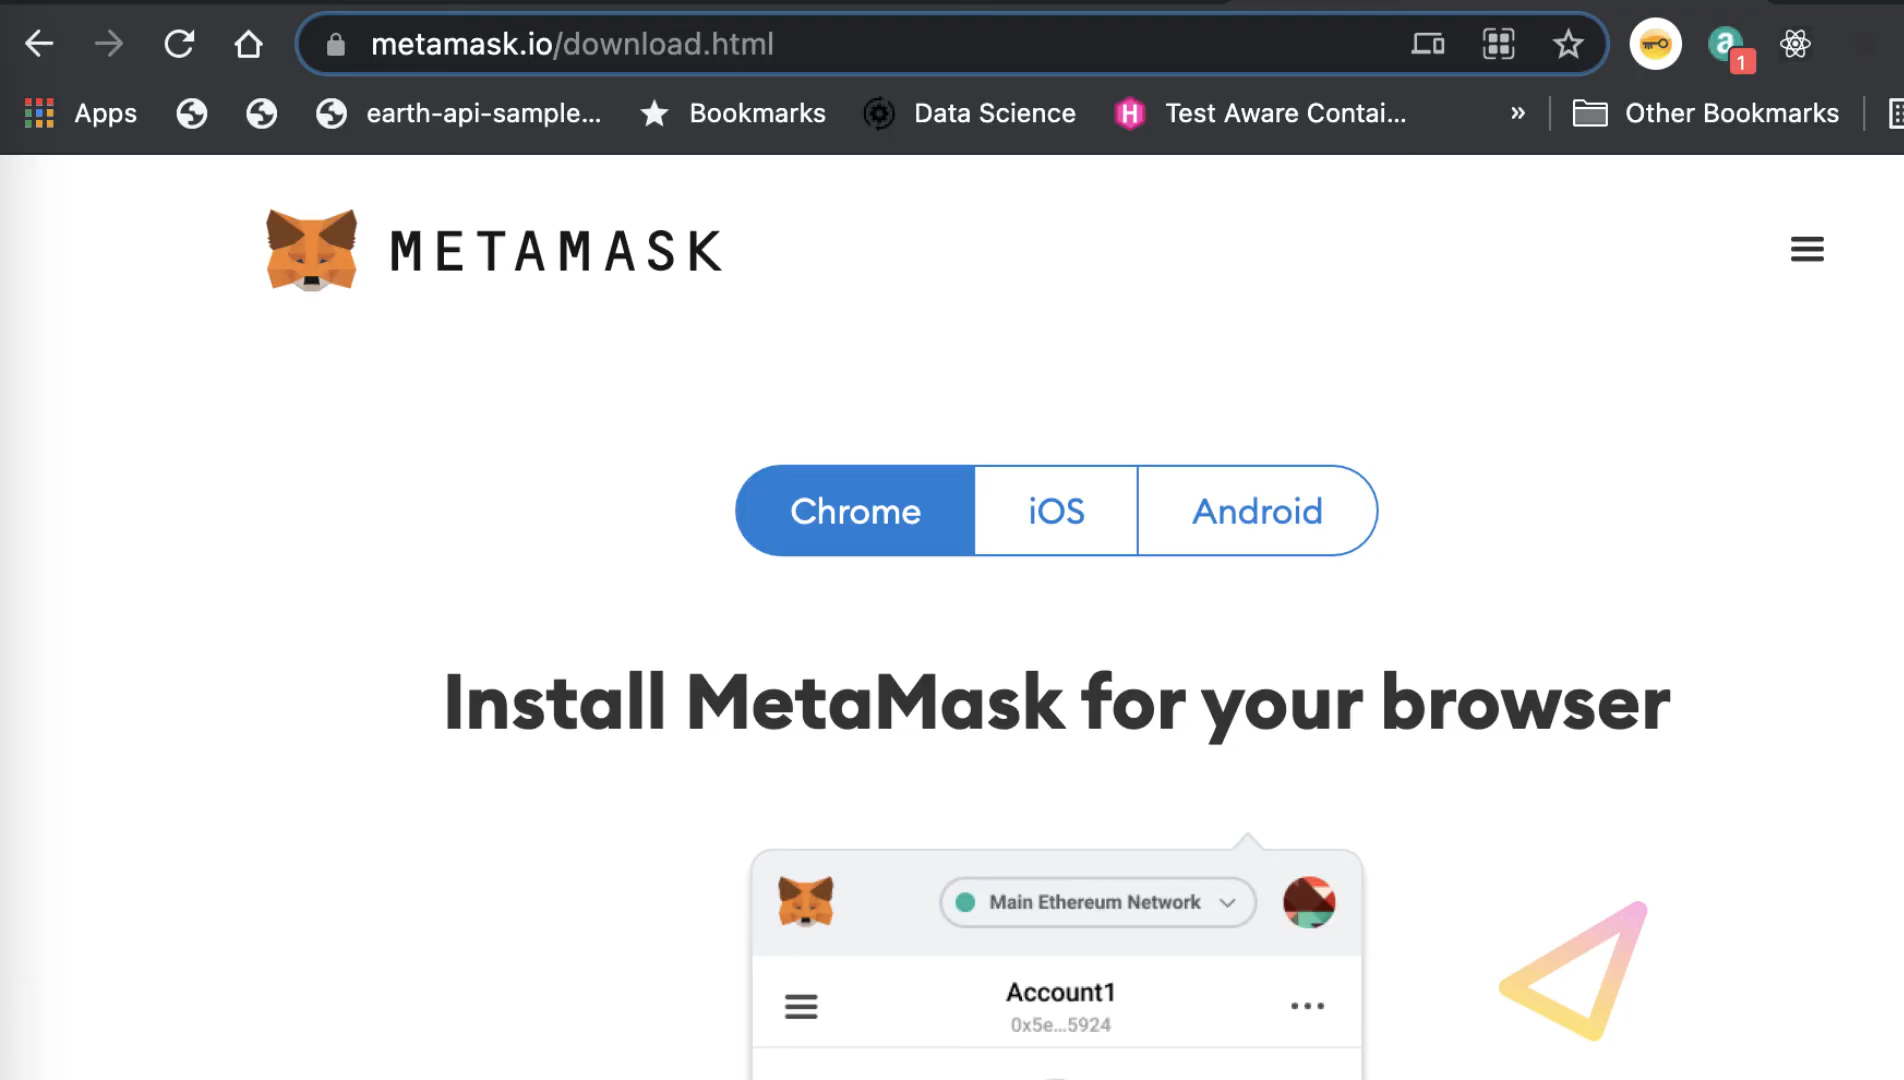 metamask.io/download.html
a 1
Apps earth-api-sample... Bookmarks Data Science H Test Aware Contai... » Other Bookmarks
METAMASK
Chrome iOS Android
Install MetaMask for your browser
Main Ethereum Network
Account1
0x5e...5924